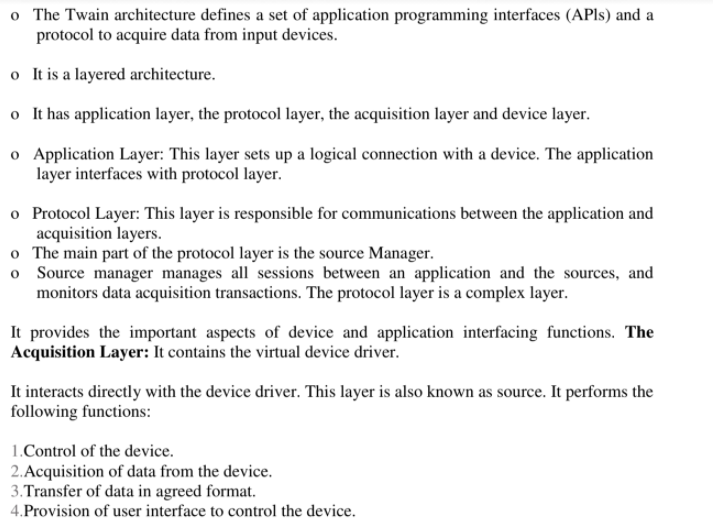 o The Twain architecture defines a set of application programming interfaces (APls) and a
protocol to acquire data from input devices.
o It is a layered architecture.
o It has application layer, the protocol layer, the acquisition layer and device layer.
o Application Layer: This layer sets up a logical connection with a device. The application
layer interfaces with protocol layer.
o Protocol Layer: This layer is responsible for communications between the application and
acquisition layers.
o The main part of the protocol layer is the source Manager.
o Source manager manages all sessions between an application and the sources, and
monitors data acquisition transactions. The protocol layer is a complex layer.
It provides the important aspects of device and application interfacing functions. The
Acquisition Layer: It contains the virtual device driver.
It interacts directly with the device driver. This layer is also known as source. It performs the
following functions:
1.Control of the device.
2.Acquisition of data from the device.
3.Transfer of data in agreed format.
4.Provision of user interface to control the device.